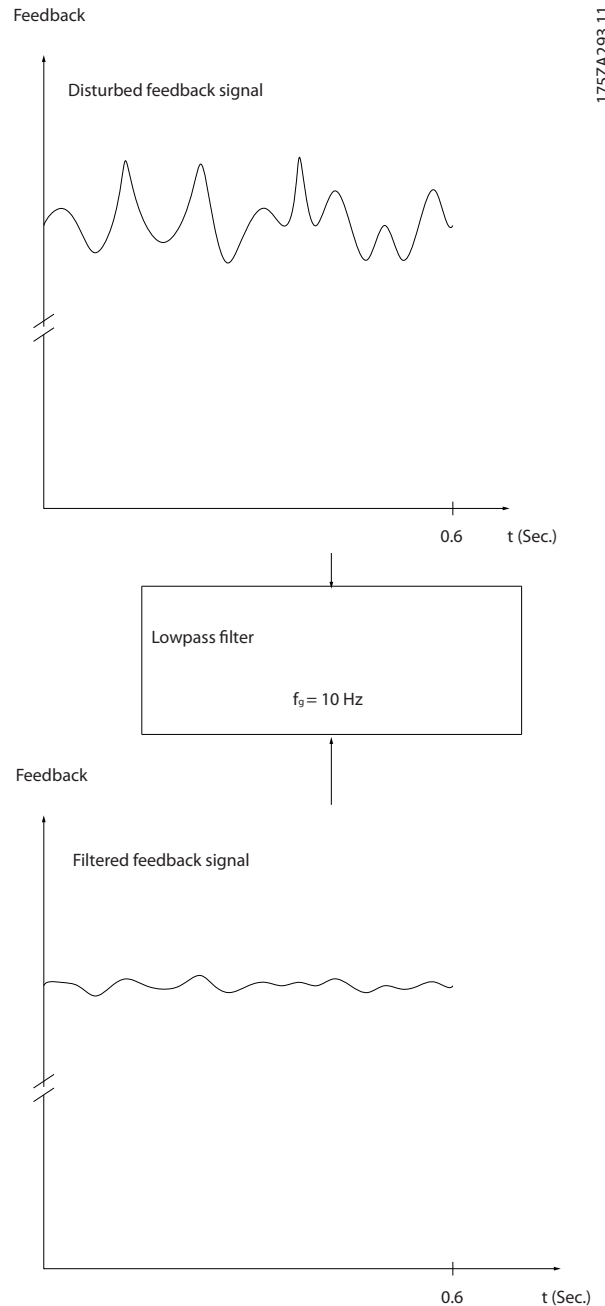 Feedback
175ZA293.11
Disturbed feedback signal
0.6
t (Sec.)
Lowpass filter
fg = 10 Hz
Feedback
Filtered feedback signal
0.6
t (Sec.)